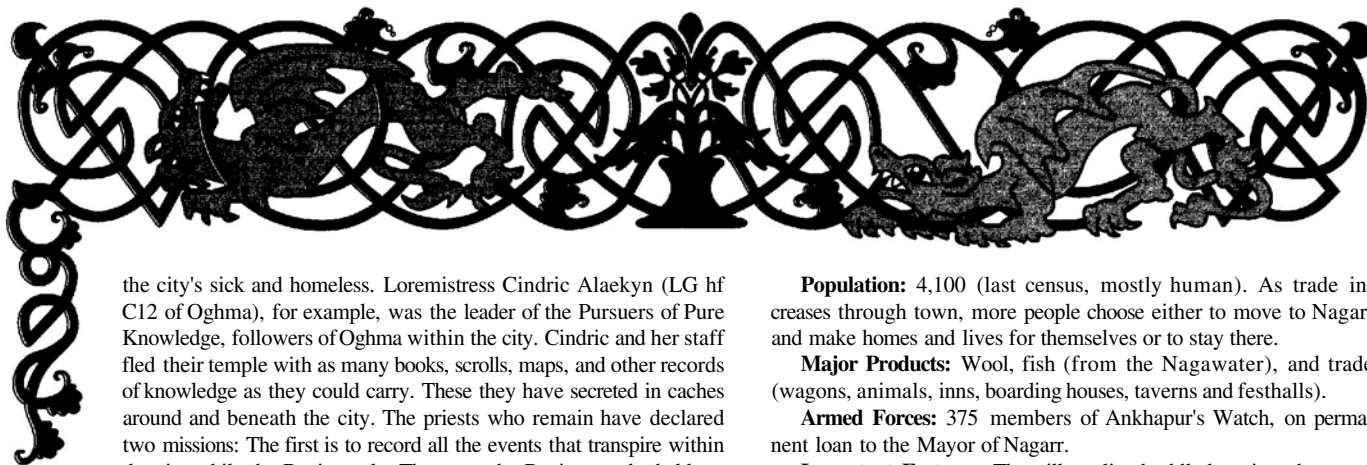 the city's sick and homeless. Loremistress Cindric Alaekyn (LG hf
C12 of Oghma), for example, was the leader of the Pursuers of Pure
Knowledge, followers of Oghma within the city. Cindric and her staff
fled their temple with as many books, scrolls, maps, and other records
of knowledge as they could carry. These they have secreted in caches
around and beneath the city. The priests who remain have declared
two missions: The first is to record all the events that transpire within
Population: 4,100 (last census, mostly human). As trade in
creases through town, more people choose either to move to Nagarr
and make homes and lives for themselves or to stay there.
Major Products: Wool, fish (from the Nagawater), and trade
(wagons, animals, inns, boarding houses, taverns and festhalls).
Armed Forces: 375 members of Ankhapur's Watch, on perma
nent loan to the Mayor of Nagarr.